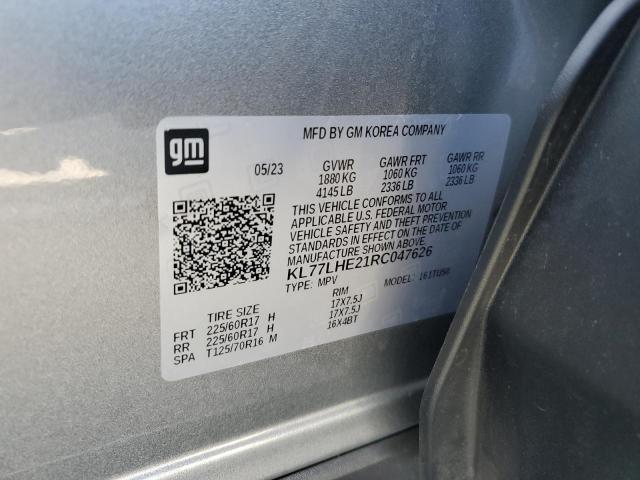 gm
MFD BY GM KOREA COMPANY
05/23 GVWR GAWR FRT GAWR RR
1880 KG 1060 KG 1060 KG
4145 LB 2336 LB 2336 LB
THIS VEHICLE CONFORMS TO ALL
APPLICABLE U.S. FEDERAL MOTOR
VEHICLE SAFETY AND THEFT PREVENTION
STANDARDS IN EFFECT ON THE DATE OF
MANUFACTURE SHOWN ABOVE.
KL77LHE21RC047626
TYPE: MPV MODEL: 161TU56
TIRE SIZE RIM
FRT 225/60R17 H 17X7.5J
RR 225/60R17 H 17X7.5J
SPA T125/70R16 M 16X4BT